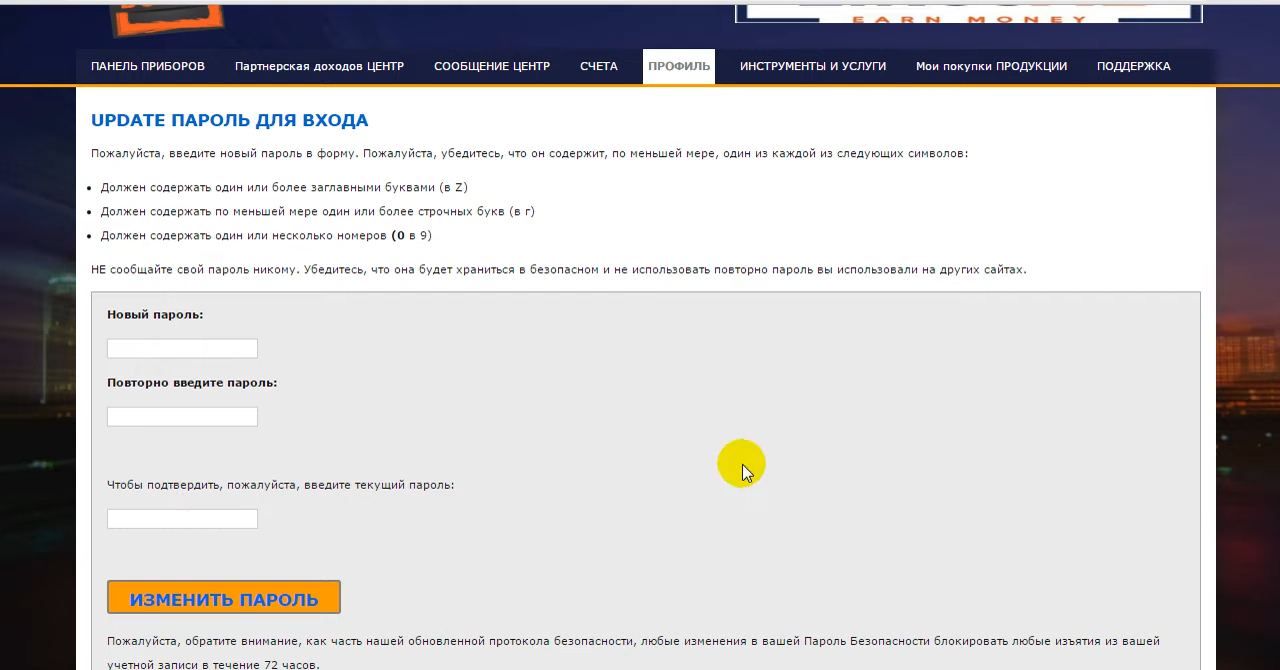 EARN MONEY
ПАНЕЛЬ ПРИБОРОВ Партнерская доходов ЦЕНТР СООБЩЕНИЕ ЦЕНТР СЧЕТА ПРОФИЛЬ ИНСТРУМЕНТЫ И УСЛУГИ Мои покупки ПРОДУКЦИИ ПОДДЕРЖКА
UPDATE ПАРОЛЬ ДЛЯ ВХОДА
Пожалуйста, введите новый пароль в форму. Пожалуйста, убедитесь, что он содержит, по меньшей мере, один из каждой из следующих символов:
Должен содержать один или более заглавными буквами (в Z)
Должен содержать по меньшей мере один или более строчных букв (в г)
Должен содержать один или несколько номеров (0 в 9)
НЕ сообщайте свой пароль никому. Убедитесь, что она будет храниться в безопасном и не использовать повторно пароль вы использовали на других сайтах.
Новый пароль:
Повторно введите пароль:
Чтобы подтвердить, пожалуйста, введите текущий пароль:
ИЗМЕНИТЬ ПАРОЛЬ
Пожалуйста, обратите внимание, как часть нашей обновленной протокола безопасности, любые изменения в вашей Пароль Безопасности блокировать любые изъятия из вашей
учетной записи в течение 72 часов.